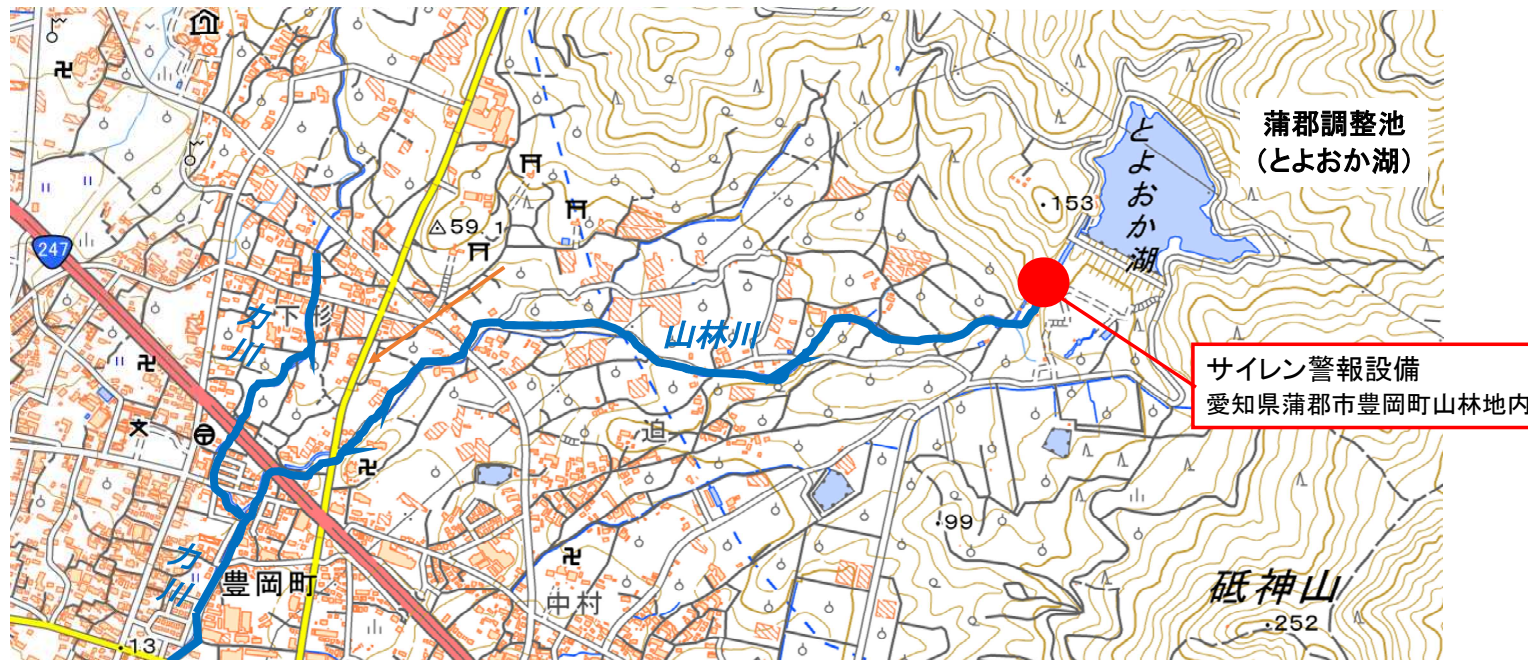 蒲郡調整池
(とよおか湖)
とよおか湖
・153
59.1
247
下
力川
山林川
サイレン警報設備
愛知県蒲郡市豊岡町山林地内
迫
力川
豊岡町
中村
・99
砥神山
・252
・13